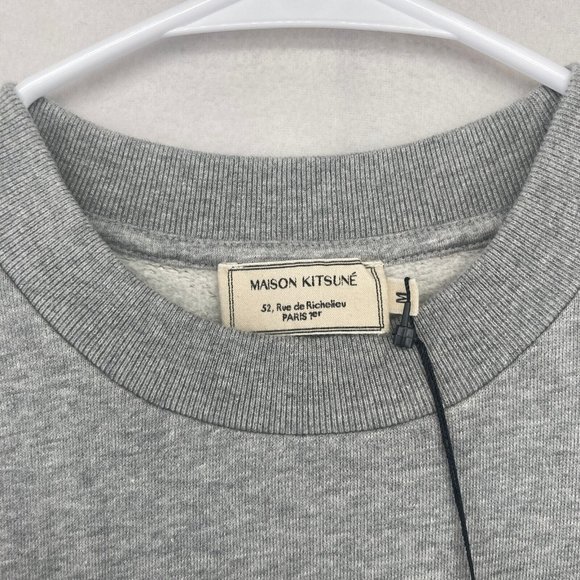 MAISON KITSUNÉ
52, Rue de Richelieu
PARIS 1er
M